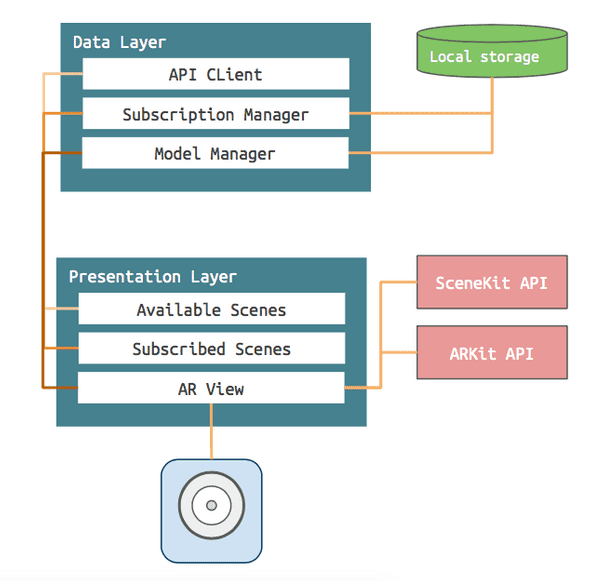 Data Layer
API CLient
Subscription Manager
Model Manager
Local storage
Presentation Layer
Available Scenes
Subscribed Scenes
AR View
SceneKit API
ARKit API